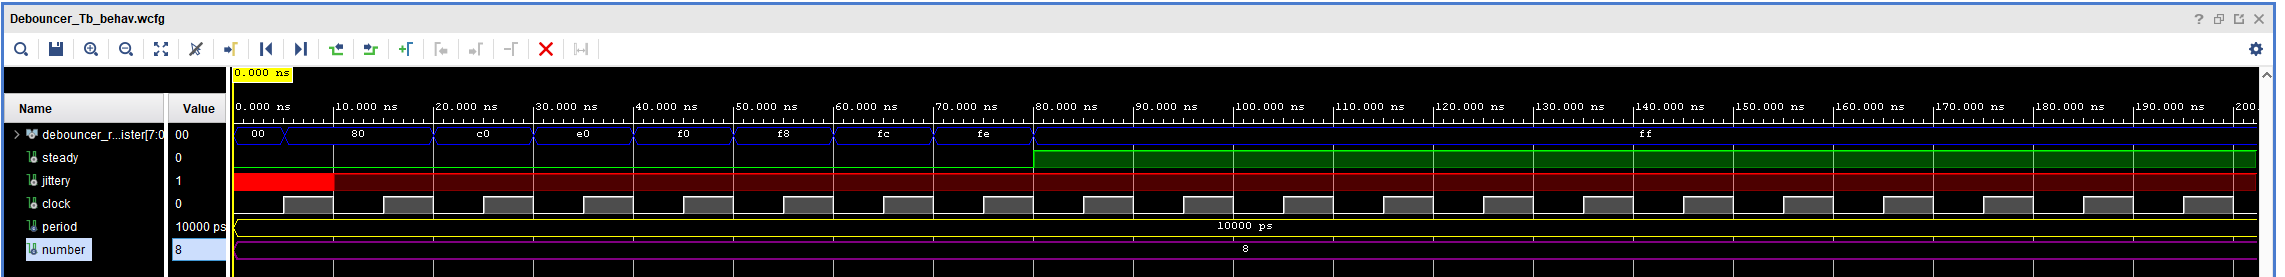 Debouncer_Tb_behav.wcfg
0.000 ns
Name Value
0.000 ns 10.000 ns 20.000 ns 30.000 ns 40.000 ns 50.000 ns 60.000 ns 70.000 ns 80.000 ns 90.000 ns 100.000 ns 110.000 ns 120.000 ns 130.000 ns 140.000 ns 150.000 ns 160.000 ns 170.000 ns 180.000 ns 190.000 ns 200.
debouncer_r...ister[7:0 00 00 80 c0 e0 f0 f8 fc fe ff
steady 0
jittery 1
clock 0
period 10000 ps 10000 ps
number 8 8